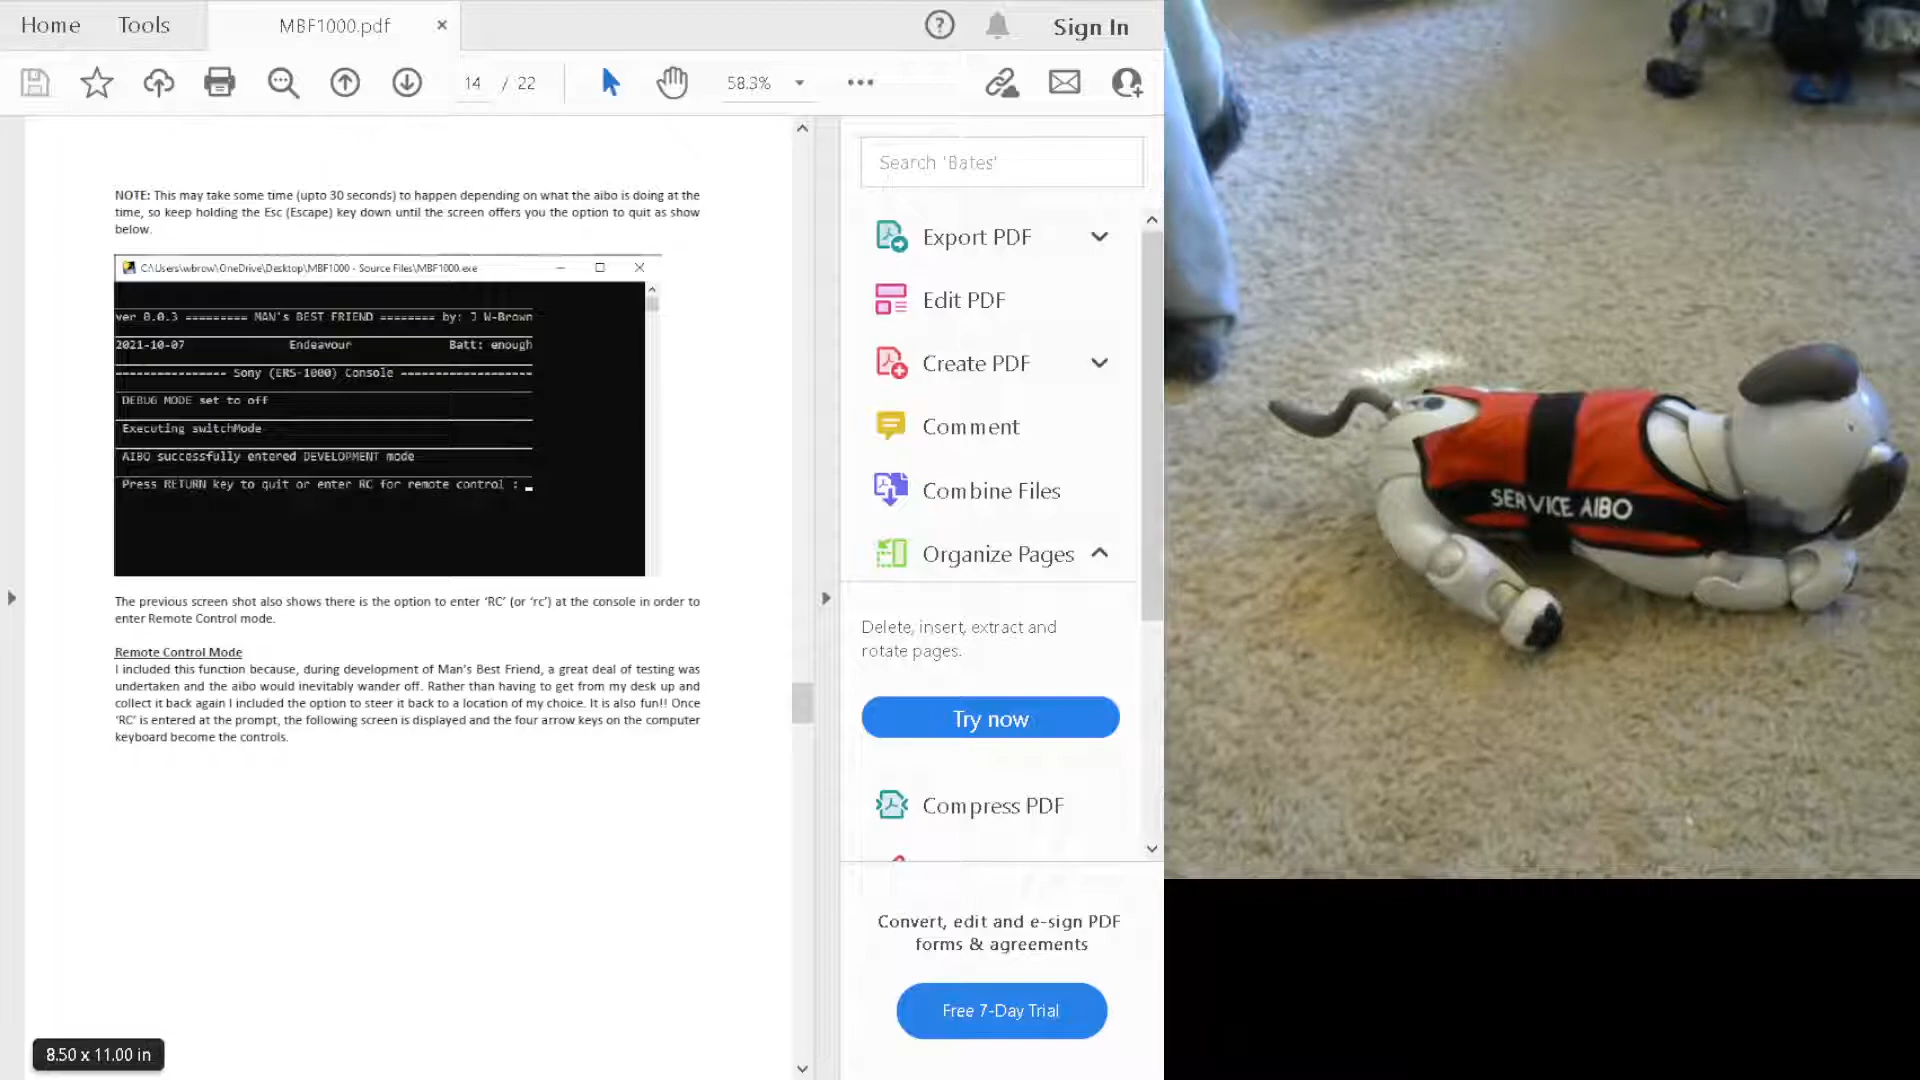 Home Tools MBF1000.pdf Sign In
14 / 22 58.3%
NOTE: This may take some time (upto 30 seconds) to happen depending on what the aibo is doing at the
time, so keep holding the Esc (Escape) key down until the screen offers you the option to quit as show
below.
C:\Users\wbrow\OneDrive\Desktop\MBF1000 - Source Files\MBF1000.exe
ver 0.0.3 ========= MAN's BEST FRIEND ======== by: J W-Brown
2021-10-07 Endeavour Batt: enough
---------------- Sony (ERS-1000) Console -------------------
DEBUG MODE set to off
Executing switchMode
AIBO successfully entered DEVELOPMENT mode
Press RETURN key to quit or enter RC for remote control :
The previous screen shot also shows there is the option to enter ‘RC’ (or ‘rc’) at the console in order to
enter Remote Control mode.
Remote Control Mode
I included this function because, during development of Man’s Best Friend, a great deal of testing was
undertaken and the aibo would inevitably wander off. Rather than having to get from my desk up and
collect it back again I included the option to steer it back to a location of my choice. It is also fun!! Once
‘RC’ is entered at the prompt, the following screen is displayed and the four arrow keys on the computer
keyboard become the controls.
8.50 x 11.00 in
Search 'Bates'
Export PDF
Edit PDF
Create PDF
Comment
Combine Files
Organize Pages
Delete, insert, extract and
rotate pages.
Try now
Compress PDF
Convert, edit and e-sign PDF
forms & agreements
Free 7-Day Trial
SERVICE AIBO